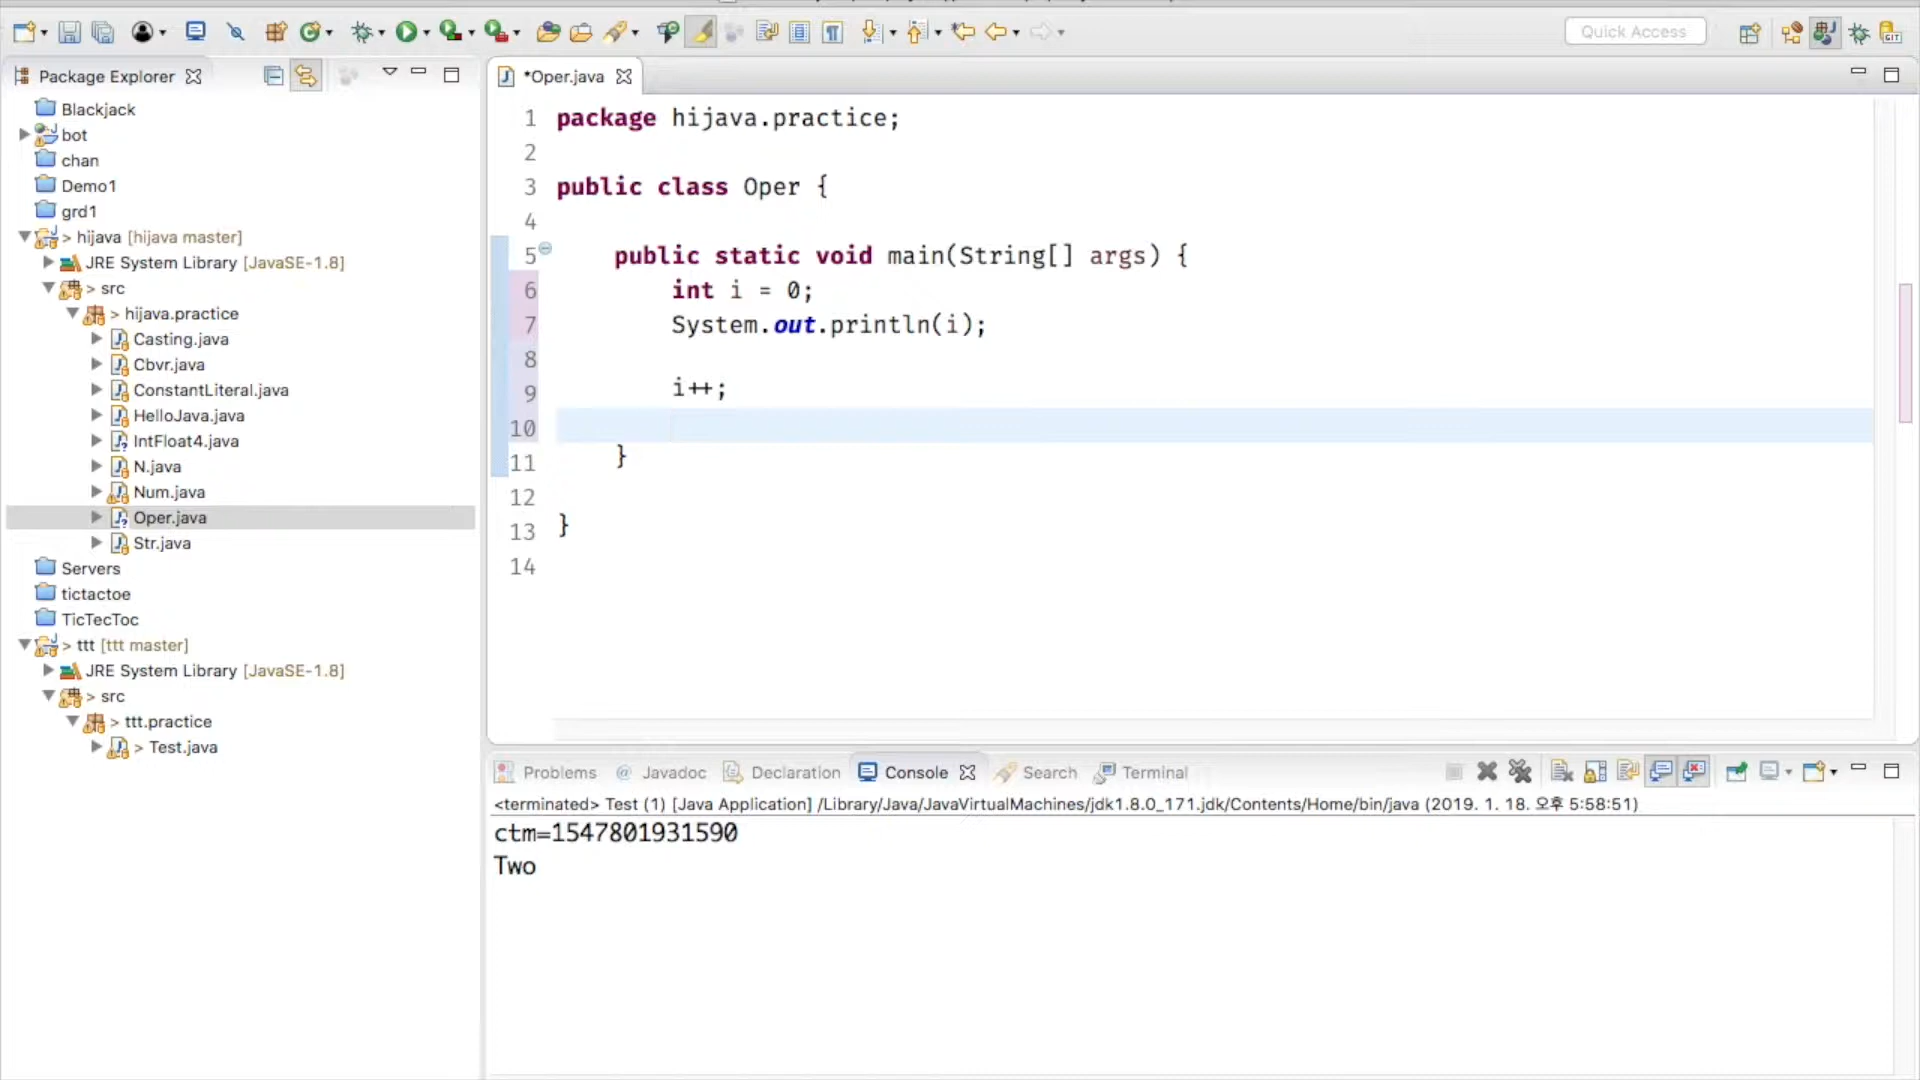 Quick Access
Package Explorer
Blackjack
bot
chan
Demo1
grd1
> hijava [hijava master]
JRE System Library [JavaSE-1.8]
> src
> hijava.practice
Casting.java
Cbvr.java
ConstantLiteral.java
HelloJava.java
IntFloat4.java
N.java
Num.java
Oper.java
Str.java
Servers
tictactoe
TicTecToc
> ttt [ttt master]
JRE System Library [JavaSE-1.8]
> src
> ttt.practice
> Test.java
*Oper.java
1 package hijava.practice;
2
3 public class Oper {
4
5 public static void main(String[] args) {
6 int i = 0;
7 System.out.println(i);
8
9 i++;
10
11 }
12
13 }
14
Problems @ Javadoc Declaration Console Search Terminal
<terminated> Test (1) [Java Application] /Library/Java/JavaVirtualMachines/jdk1.8.0_171.jdk/Contents/Home/bin/java (2019. 1. 18. 오후 5:58:51)
ctm=1547801931590
Two